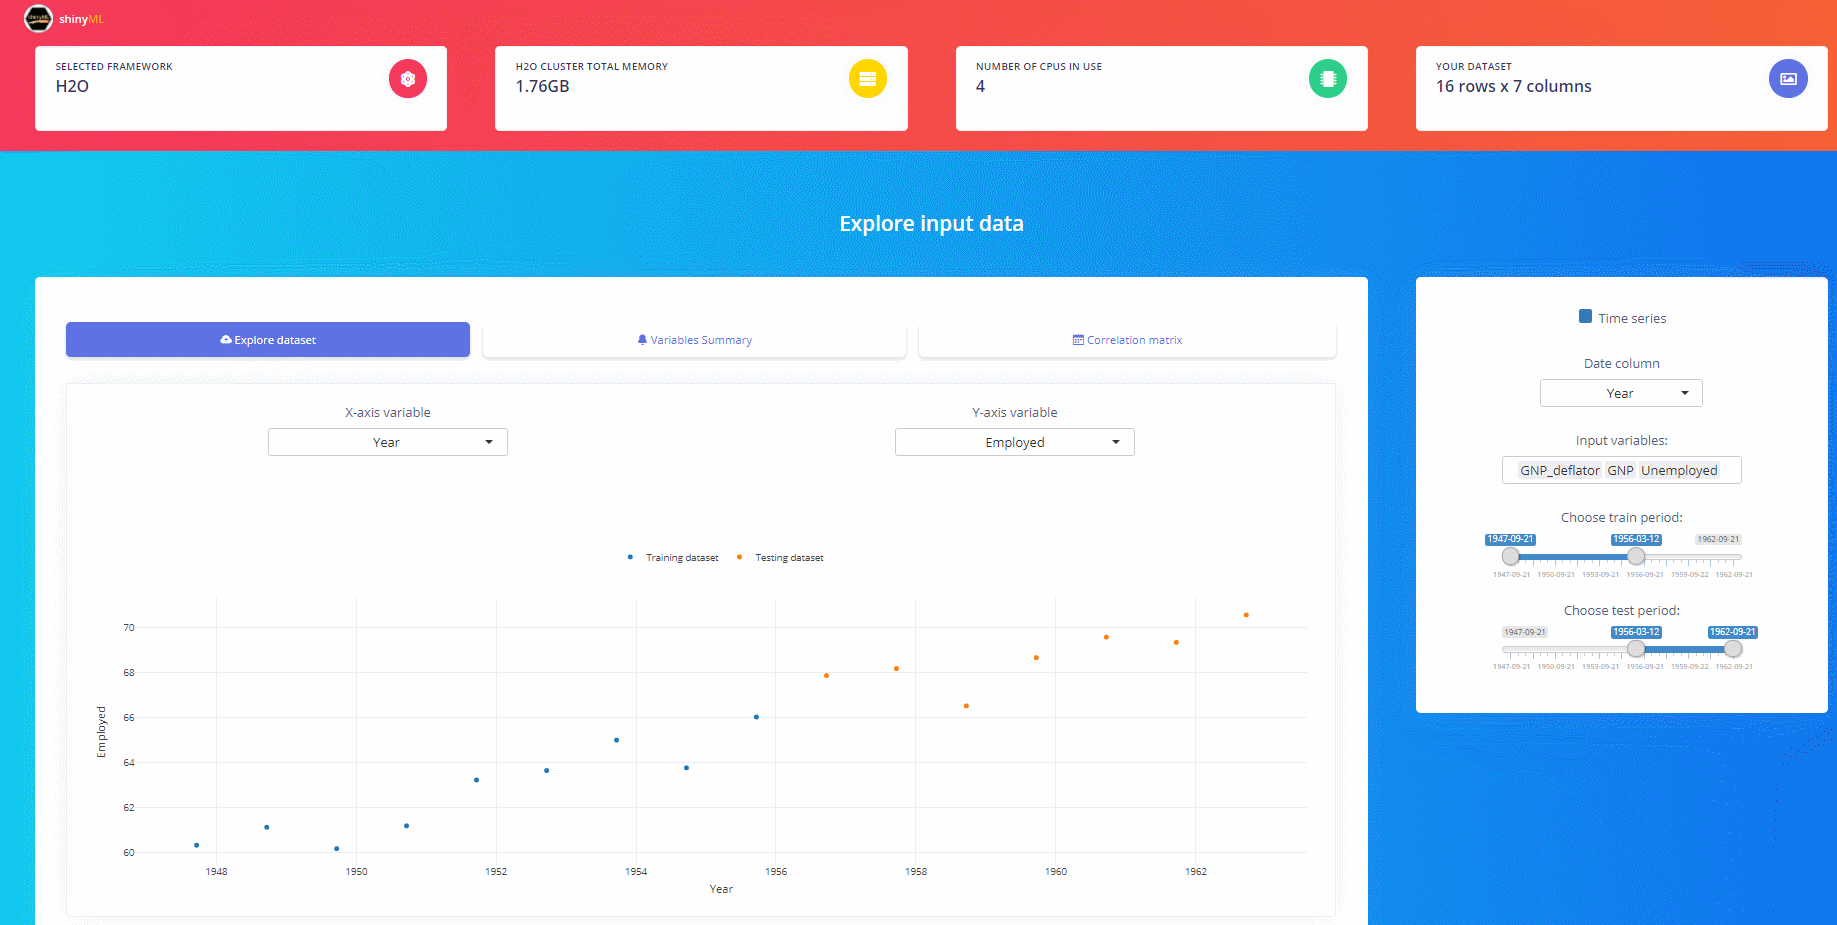 shinyML
SELECTED FRAMEWORK
H2O
H2O CLUSTER TOTAL MEMORY
1.76GB
NUMBER OF CPUS IN USE
4
YOUR DATASET
16 rows x 7 columns
Explore input data
Explore dataset
Variables Summary
Correlation matrix
X-axis variable
Year
Y-axis variable
Employed
Training dataset
Testing dataset
70
68
66
64
62
60
Employed
1948 1950 1952 1954 1956 1958 1960 1962
Year
Time series
Date column
Year
Input variables:
GNP_deflator GNP Unemployed
Choose train period:
1947-09-21 1956-03-12 1962-09-21
1947-09-21 1950-09-21 1953-09-21 1956-09-21 1959-09-22 1962-09-21
Choose test period:
1947-09-21 1956-03-12 1962-09-21
1947-09-21 1950-09-21 1953-09-21 1956-09-21 1959-09-22 1962-09-21